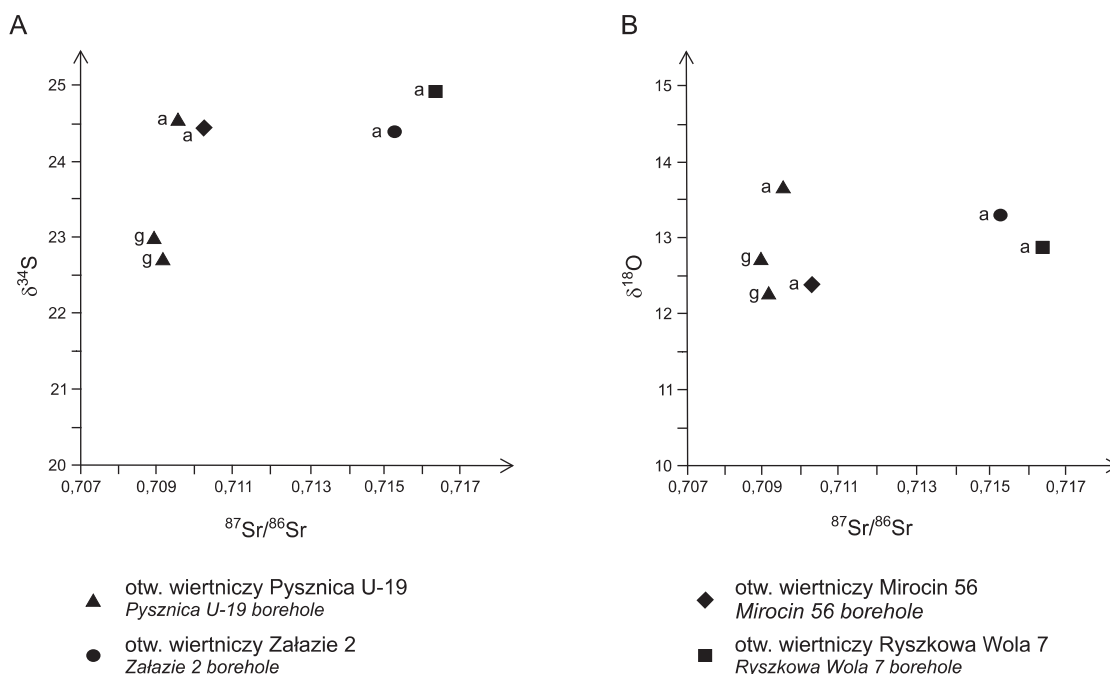 A
25
24
23
22
21
20
δ34S
a
a
a
a
g
g
0,707
0,709
0,711
0,713
0,715
0,717
87Sr/86Sr
B
15
14
13
12
11
10
δ18O
a
a
a
g
a
g
0,707
0,709
0,711
0,713
0,715
0,717
87Sr/86Sr
otw. wiertniczy Pysznica U-19
Pysznica U-19 borehole
otw. wiertniczy Załazie 2
Załazie 2 borehole
otw. wiertniczy Mirocin 56
Mirocin 56 borehole
otw. wiertniczy Ryszkowa Wola 7
Ryszkowa Wola 7 borehole